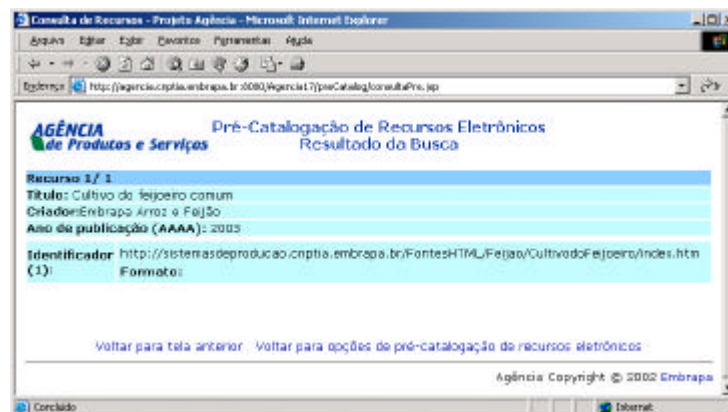 Consulta de Recursos - Projeto Agência - Microsoft Internet Explorer
Arquivo Editar Exibir Favoritos Ferramentas Ajuda
Endereço http://agencia.cnptia.embrapa.br:8080/Agencia1.7/preCatalog/consultaPre.jsp
AGÊNCIA
de Produtos e Serviços
Pré-Catalogação de Recursos Eletrônicos
Resultado da Busca
Recurso 1/ 1
Título: Cultivo do feijoeiro comum
Criador:Embrapa Arroz e Feijão
Ano de publicação (AAAA): 2003
Identificador (1): http://sistemasdeproducao.cnptia.embrapa.br/FontesHTML/Feijao/CultivodoFeijoeiro/index.htm
Formato:
Voltar para tela anterior Voltar para opções de pré-catalogação de recursos eletrônicos
Agência Copyright © 2002 Embrapa
Concluído Internet